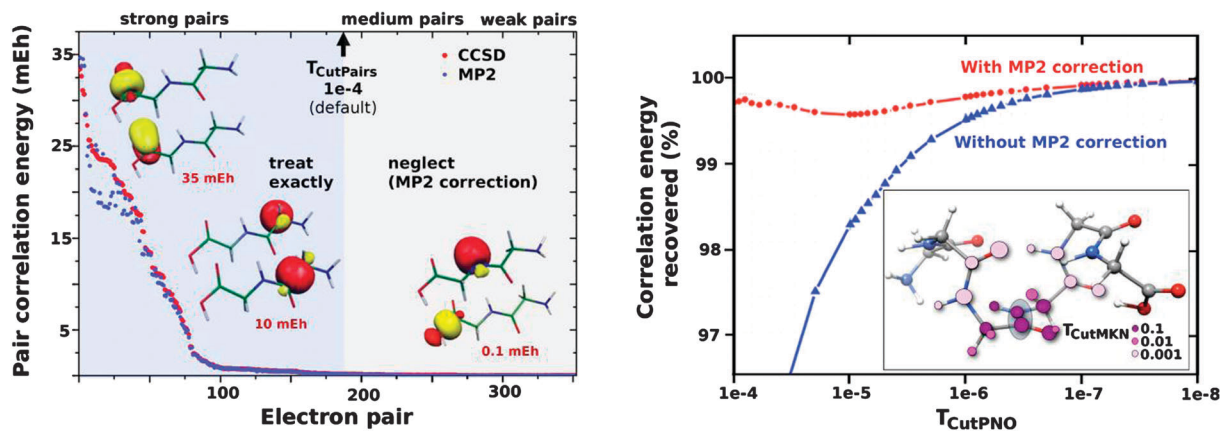 strong pairs
medium pairs
weak pairs
Pair correlation energy (mEh)
35
25
15
5
CCSD
MP2
TCutPairs
1e-4
(default)
35 mEh
treat
exactly
neglect
(MP2 correction)
10 mEh
0.1 mEh
100
200
300
Electron pair
Correlation energy
recovered (%)
100
99
98
97
With MP2 correction
Without MP2 correction
TCutMKN
0.1
0.01
0.001
1e-4
1e-5
1e-6
1e-7
1e-8
TCutPNO